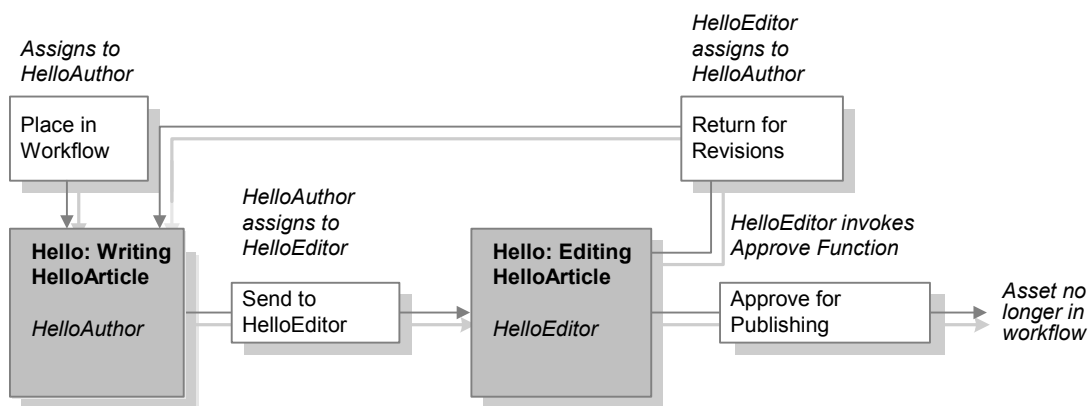 Assigns to
HelloAuthor
HelloEditor
assigns to
HelloAuthor
Place in
Workflow
Return for
Revisions
HelloAuthor
assigns to
HelloEditor
HelloEditor invokes
Approve Function
Hello: Writing
HelloArticle
HelloAuthor
Send to
HelloEditor
Hello: Editing
HelloArticle
HelloEditor
Approve for
Publishing
Asset no
longer in
workflow